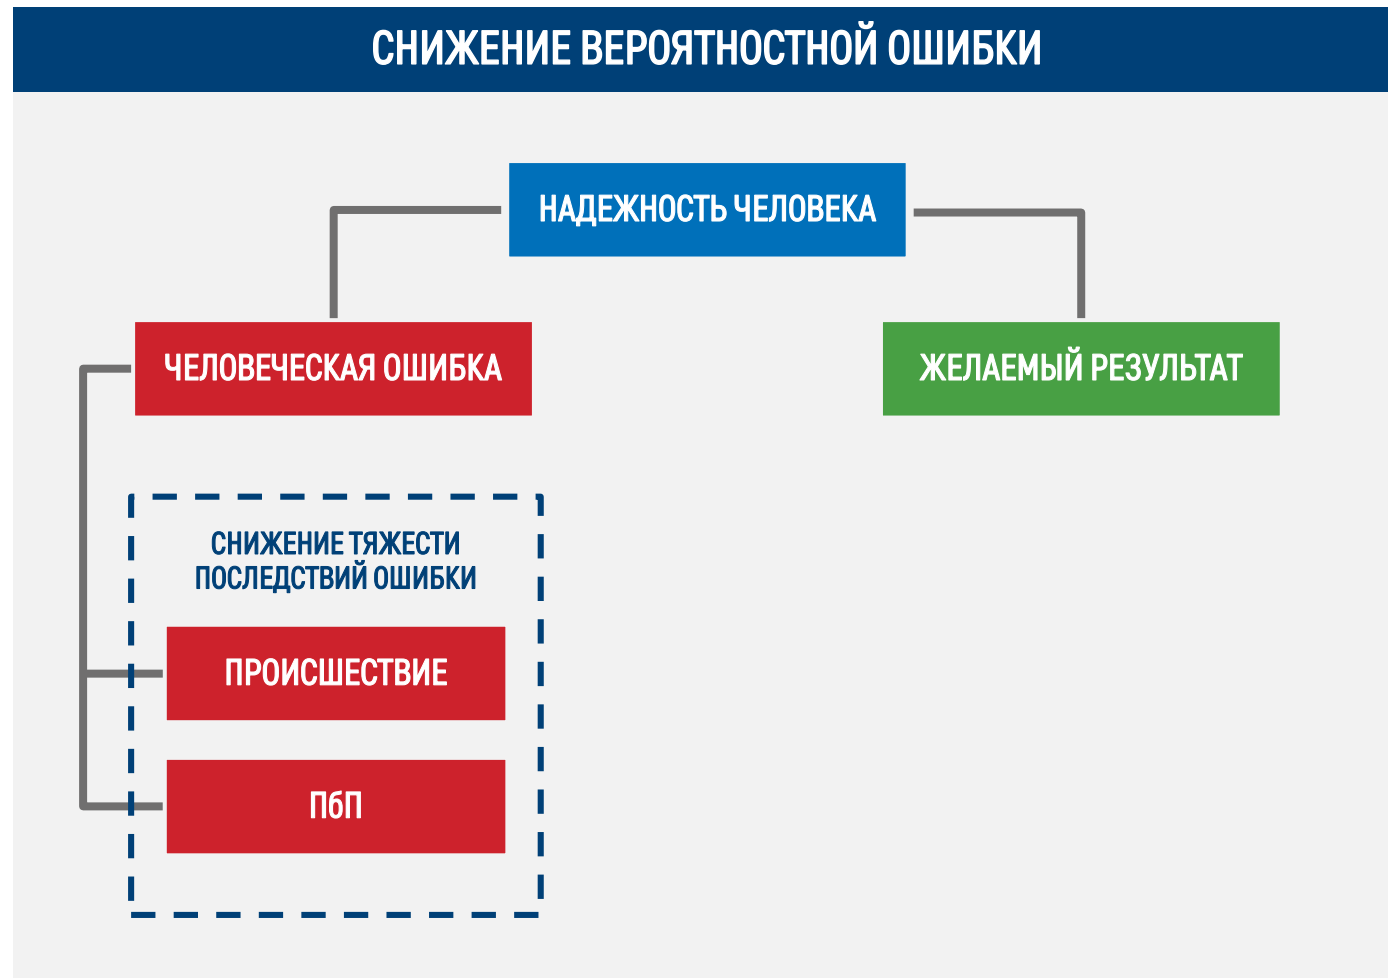 СНИЖЕНИЕ ВЕРОЯТНОСТНОЙ ОШИБКИ
НАДЕЖНОСТЬ ЧЕЛОВЕКА
ЧЕЛОВЕЧЕСКАЯ ОШИБКА
ЖЕЛАЕМЫЙ РЕЗУЛЬТАТ
СНИЖЕНИЕ ТЯЖЕСТИ
ПОСЛЕДСТВИЙ ОШИБКИ
ПРОИСШЕСТВИЕ
ПбП